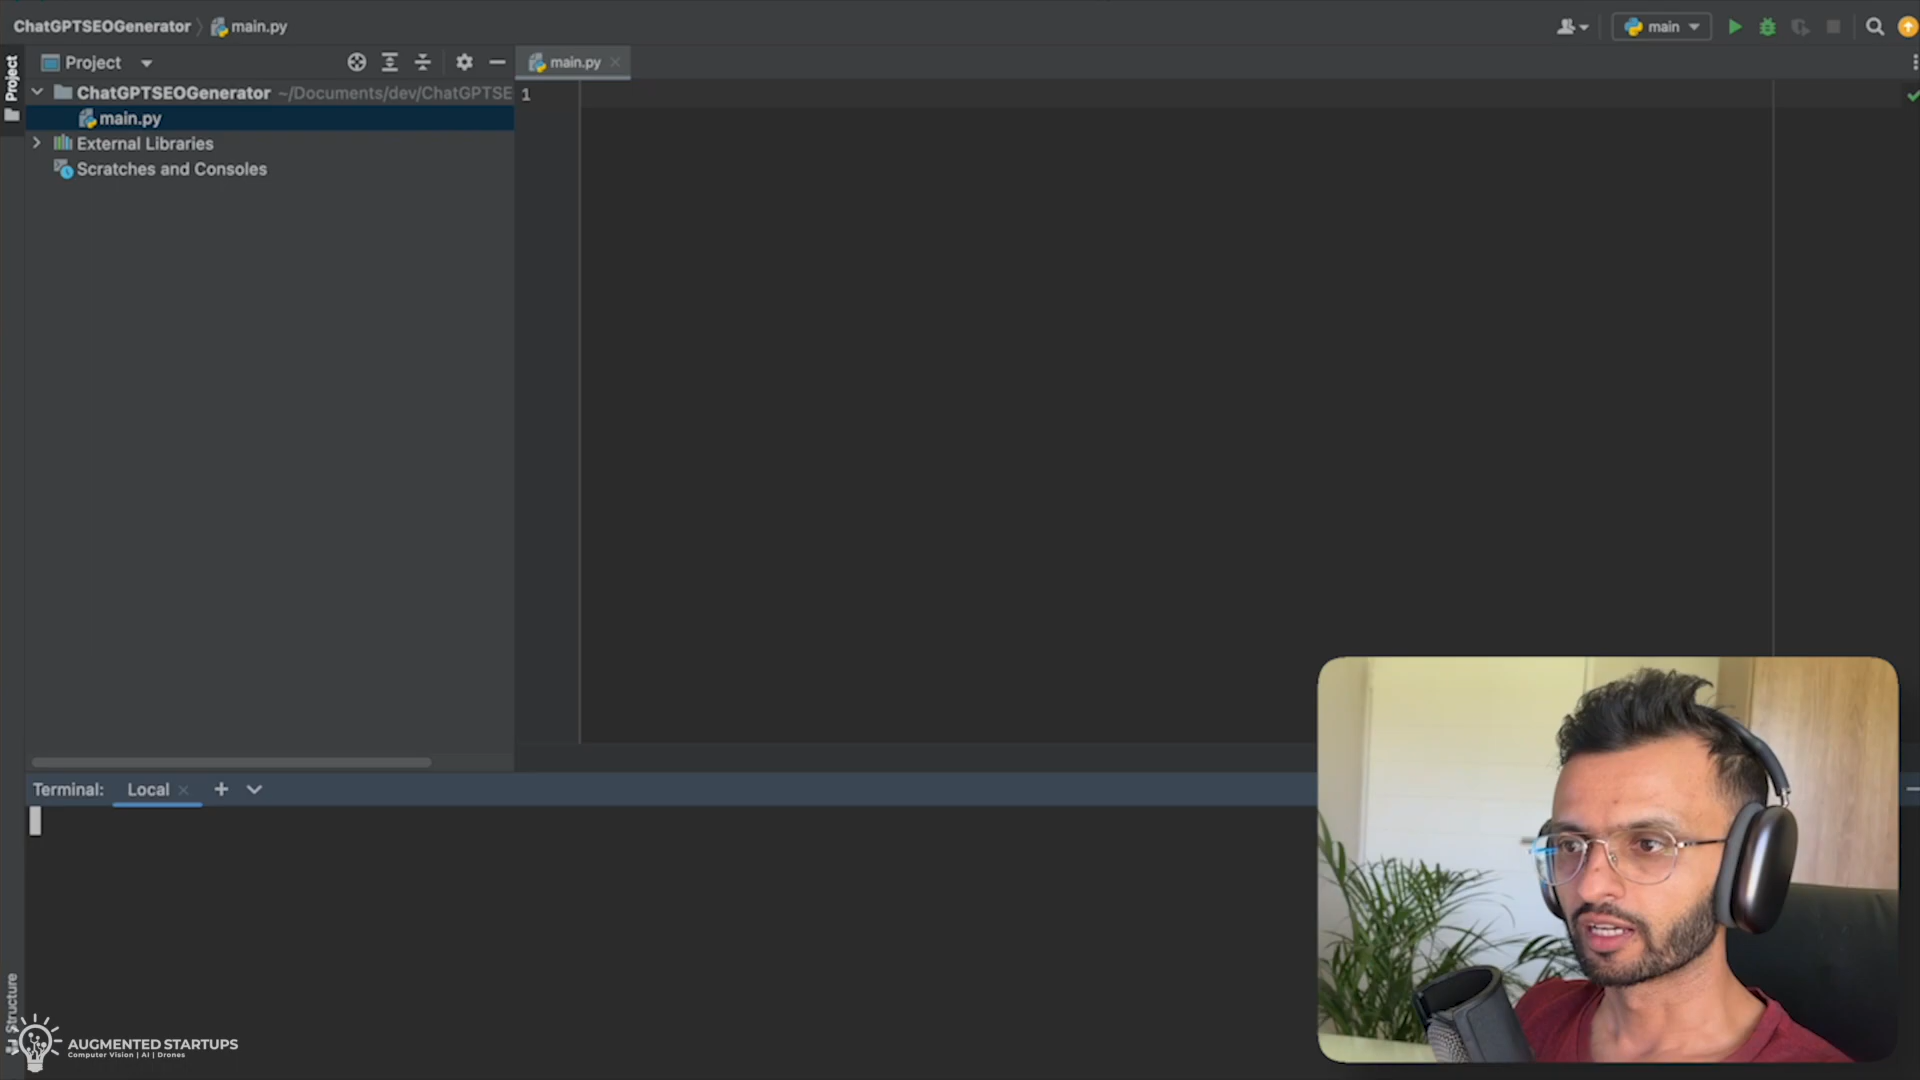 ChatGPTSEOGenerator
main.py
main
Project
Project
main.py
ChatGPTSEOGenerator ~/Documents/dev/ChatGPTSE
1
main.py
External Libraries
Scratches and Consoles
Terminal:
Local
Structure
AUGMENTED STARTUPS
Computer Vision | AI | Drones